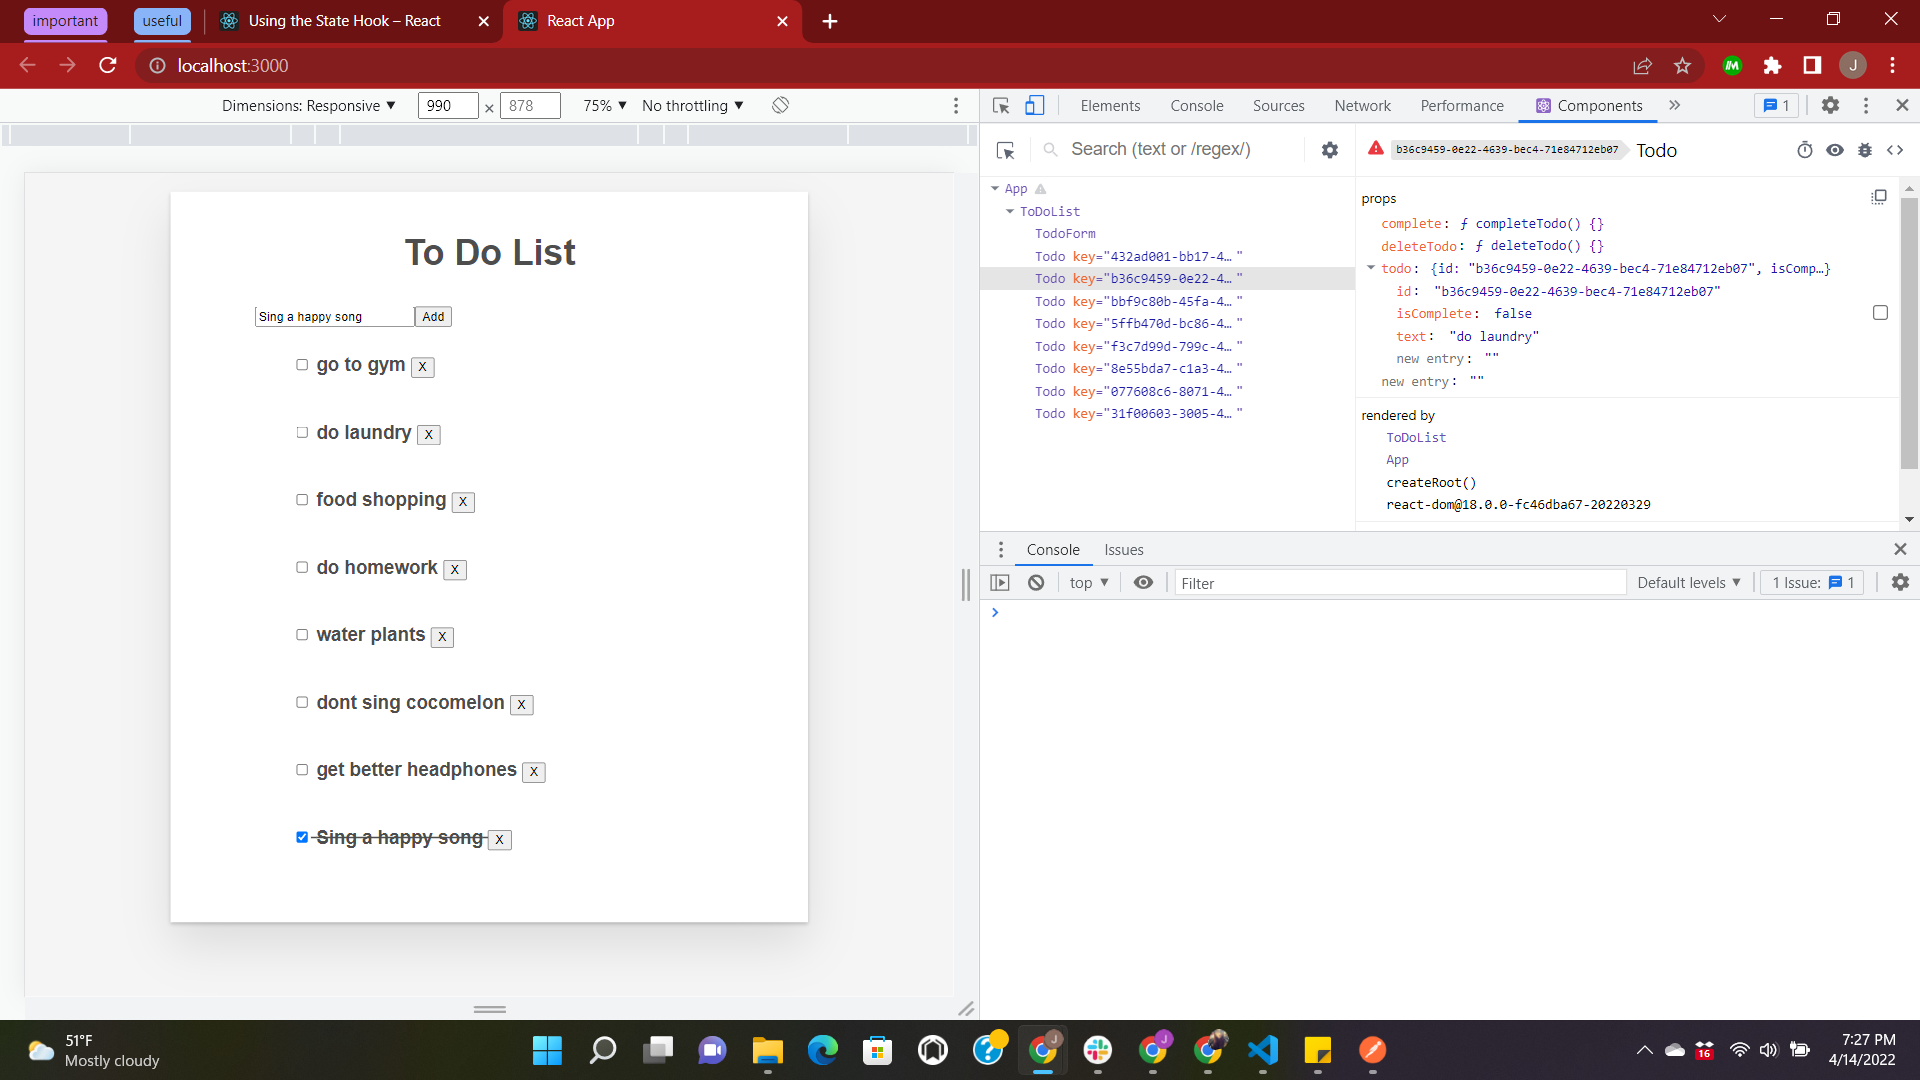 important
useful
Using the State Hook – React
React App
localhost:3000
J
Dimensions: Responsive ▼
990 × 878
75% ▼
No throttling ▼
Elements
Console
Sources
Network
Performance
Components
»
1
Search (text or /regex/)
b36c9459-0e22-4639-bec4-71e84712eb07
Todo
App
ToDoList
TodoForm
Todo key="432ad001-bb17-4… "
Todo key="b36c9459-0e22-4… "
Todo key="bbf9c80b-45fa-4… "
Todo key="5ffb470d-bc86-4… "
Todo key="f3c7d99d-799c-4… "
Todo key="8e55bda7-c1a3-4… "
Todo key="077608c6-8071-4… "
Todo key="31f00603-3005-4… "
props
complete: ƒ completeTodo() {}
deleteTodo: ƒ deleteTodo() {}
todo: {id: "b36c9459-0e22-4639-bec4-71e84712eb07", isComp…}
id: "b36c9459-0e22-4639-bec4-71e84712eb07"
isComplete: false
text: "do laundry"
new entry: ""
new entry: ""
rendered by
ToDoList
App
createRoot()
react-dom@18.0.0-fc46dba67-20220329
Console
Issues
top ▼
Filter
Default levels ▼
1 Issue: 1
To Do List
Sing a happy song
Add
go to gym X
do laundry X
food shopping X
do homework X
water plants X
dont sing cocomelon X
get better headphones X
Sing a happy song X
51°F
Mostly cloudy
J
J
16
7:27 PM
4/14/2022